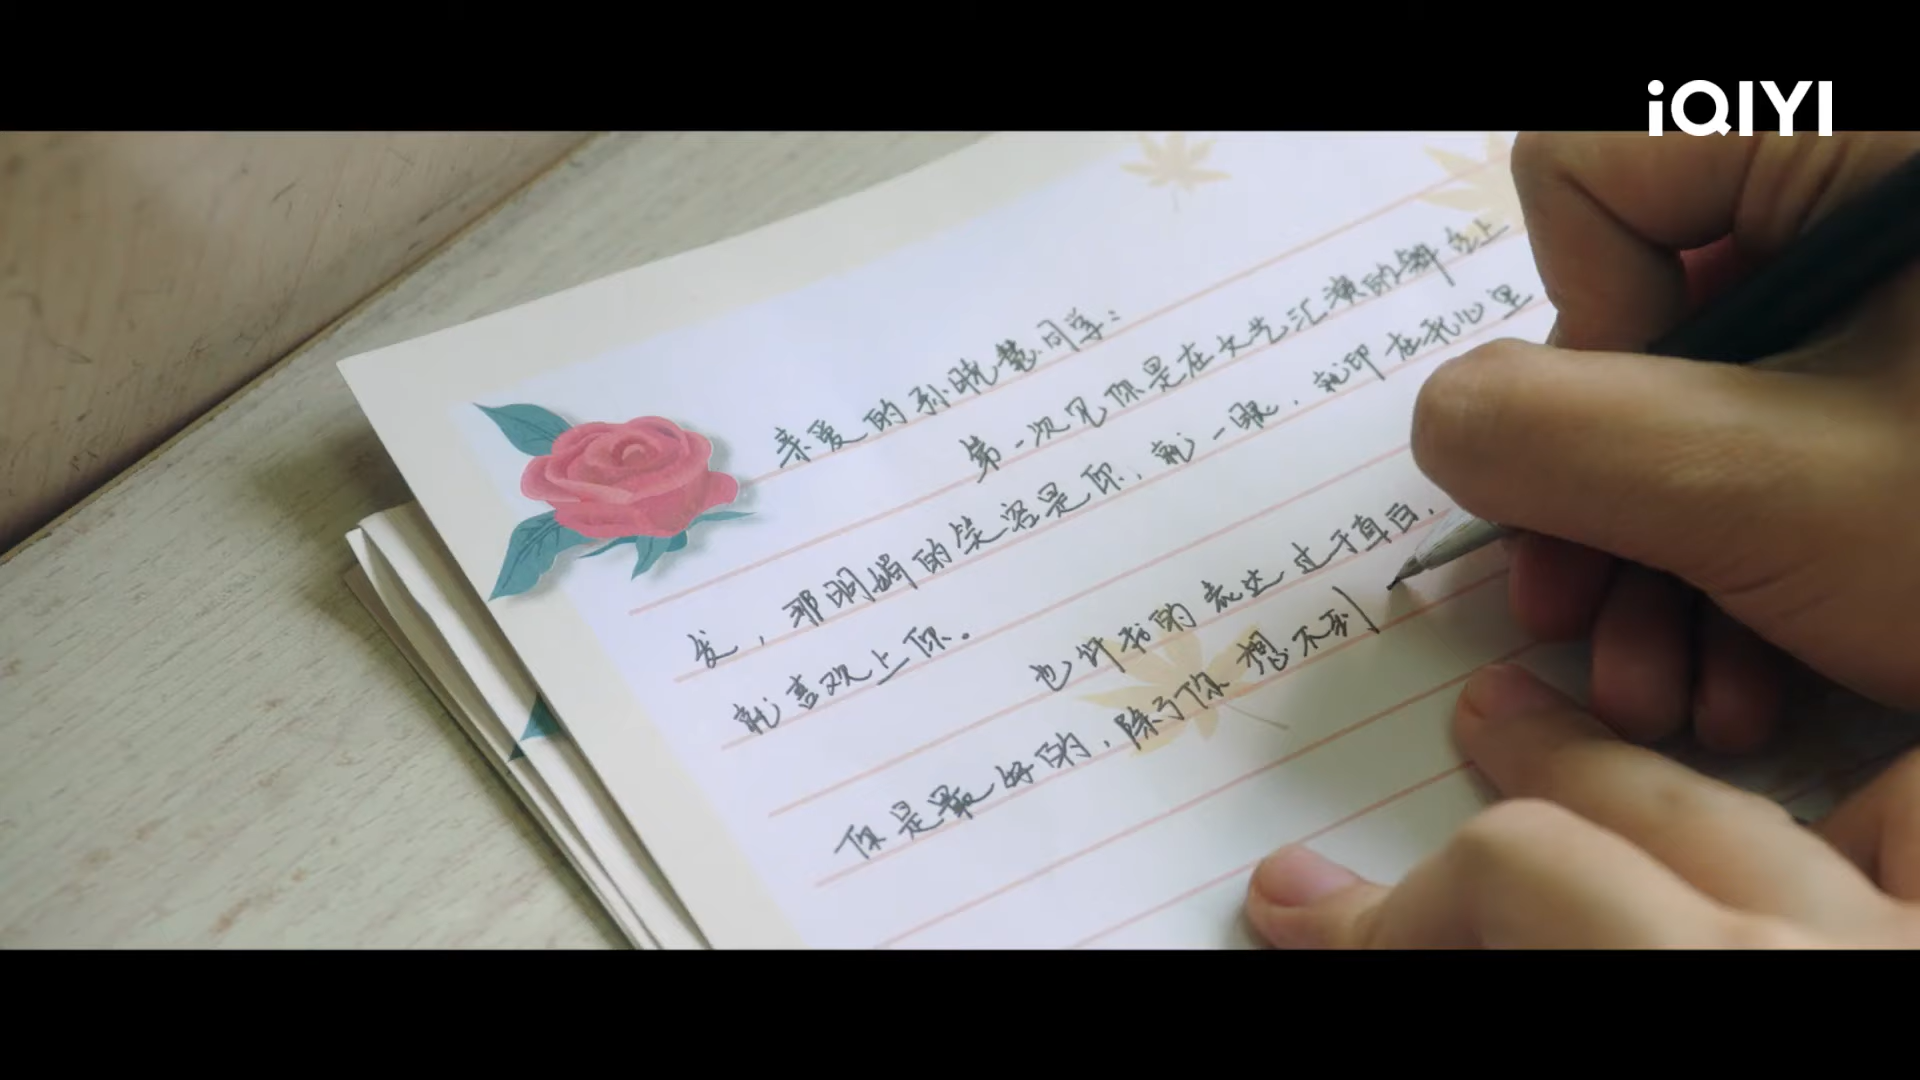 iQIYI
亲爱的孙晓慧同学：
第一次见你是在文艺汇演的舞台上
发，那明媚的笑容是你，就一眼，就印在我心里
就喜欢上你。
也许我的表达过于直白，
你是最好的，除了你想不到